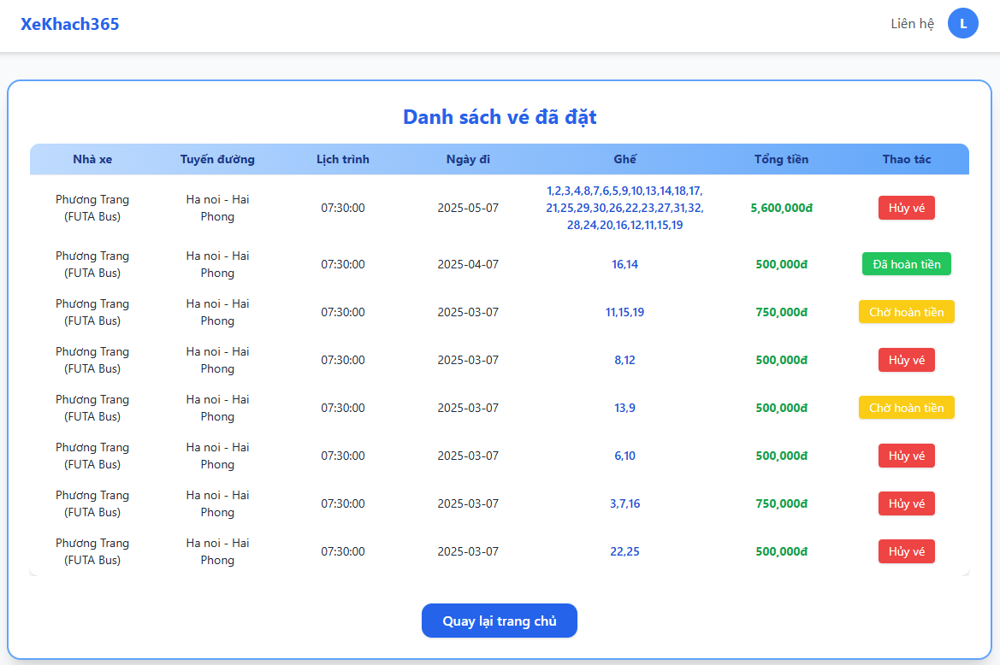 XeKhach365
Liên hệ
L
Danh sách vé đã đặt
Nhà xe Tuyến đường Lịch trình Ngày đi Ghế Tổng tiền Thao tác
Phương Trang (FUTA Bus) Ha noi - Hai Phong 07:30:00 2025-05-07 1,2,3,4,8,7,6,5,9,10,13,14,18,17, 21,25,29,30,26,22,23,27,31,32, 28,24,20,16,12,11,15,19 5,600,000đ Hủy vé
Phương Trang (FUTA Bus) Ha noi - Hai Phong 07:30:00 2025-04-07 16,14 500,000đ Đã hoàn tiền
Phương Trang (FUTA Bus) Ha noi - Hai Phong 07:30:00 2025-03-07 11,15,19 750,000đ Chờ hoàn tiền
Phương Trang (FUTA Bus) Ha noi - Hai Phong 07:30:00 2025-03-07 8,12 500,000đ Hủy vé
Phương Trang (FUTA Bus) Ha noi - Hai Phong 07:30:00 2025-03-07 13,9 500,000đ Chờ hoàn tiền
Phương Trang (FUTA Bus) Ha noi - Hai Phong 07:30:00 2025-03-07 6,10 500,000đ Hủy vé
Phương Trang (FUTA Bus) Ha noi - Hai Phong 07:30:00 2025-03-07 3,7,16 750,000đ Hủy vé
Phương Trang (FUTA Bus) Ha noi - Hai Phong 07:30:00 2025-03-07 22,25 500,000đ Hủy vé
Quay lại trang chủ